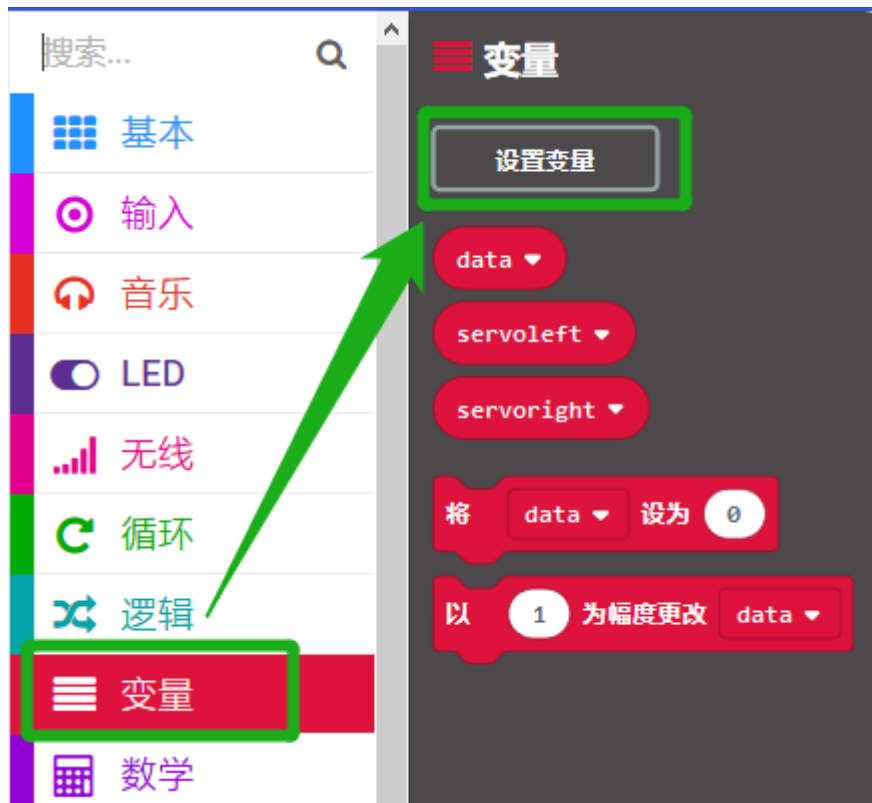 搜索...
基本
输入
音乐
LED
无线
循环
逻辑
变量
数学
变量
设置变量
data
servoleft
servoright
将 data 设为 0
以 1 为幅度更改 data